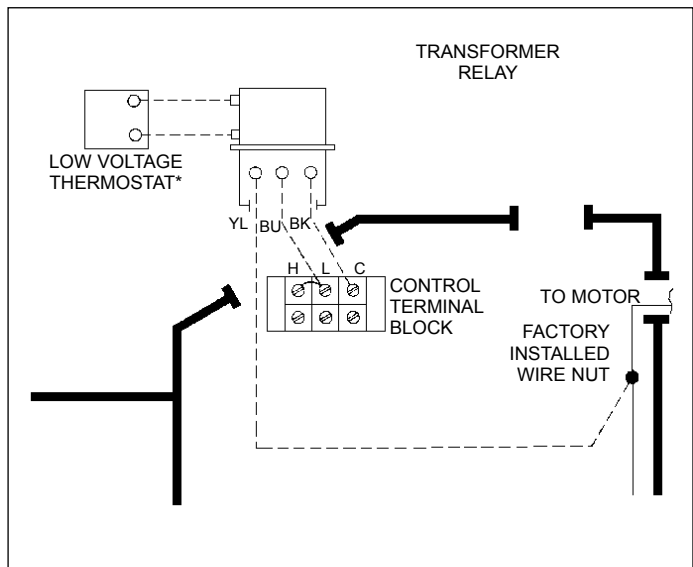 TRANSFORMER
RELAY
LOW VOLTAGE
THERMOSTAT*
YL BU BK
H L C
CONTROL
TERMINAL
BLOCK
TO MOTOR
FACTORY
INSTALLED
WIRE NUT